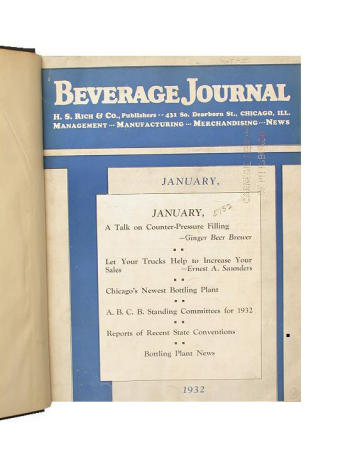 BEVERAGE JOURNAL
H. S. RICH & CO., Publishers -- 431 So. Dearborn St., CHICAGO, ILL.
MANAGEMENT -- MANUFACTURING -- MERCHANDISING -- NEWS
JANUARY,
JANUARY,
A Talk on Counter-Pressure Filling
—Ginger Beer Brewer
Let Your Trucks Help to Increase Your
Sales —Ernest A. Saunders
Chicago's Newest Bottling Plant
A. B. C. B. Standing Committees for 1932
Reports of Recent State Conventions
Bottling Plant News
1932